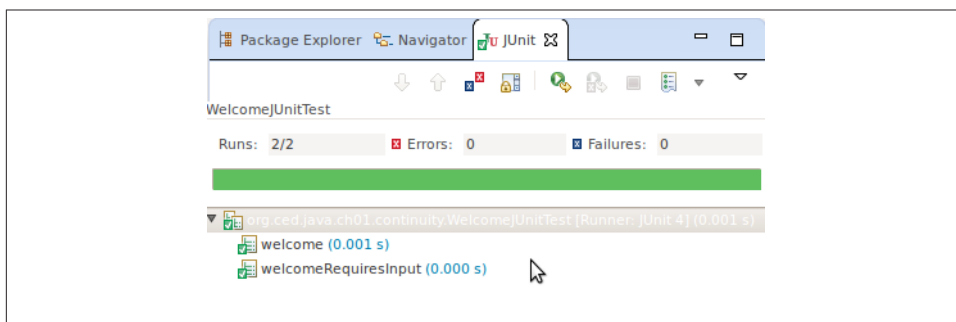 Package Explorer Navigator Ju JUnit
WelcomeJUnitTest
Runs: 2/2 Errors: 0 Failures: 0
org.ced.java.ch01.continuity.WelcomeJUnitTest [Runner: JUnit 4] (0.001 s)
welcome (0.001 s)
welcomeRequiresInput (0.000 s)